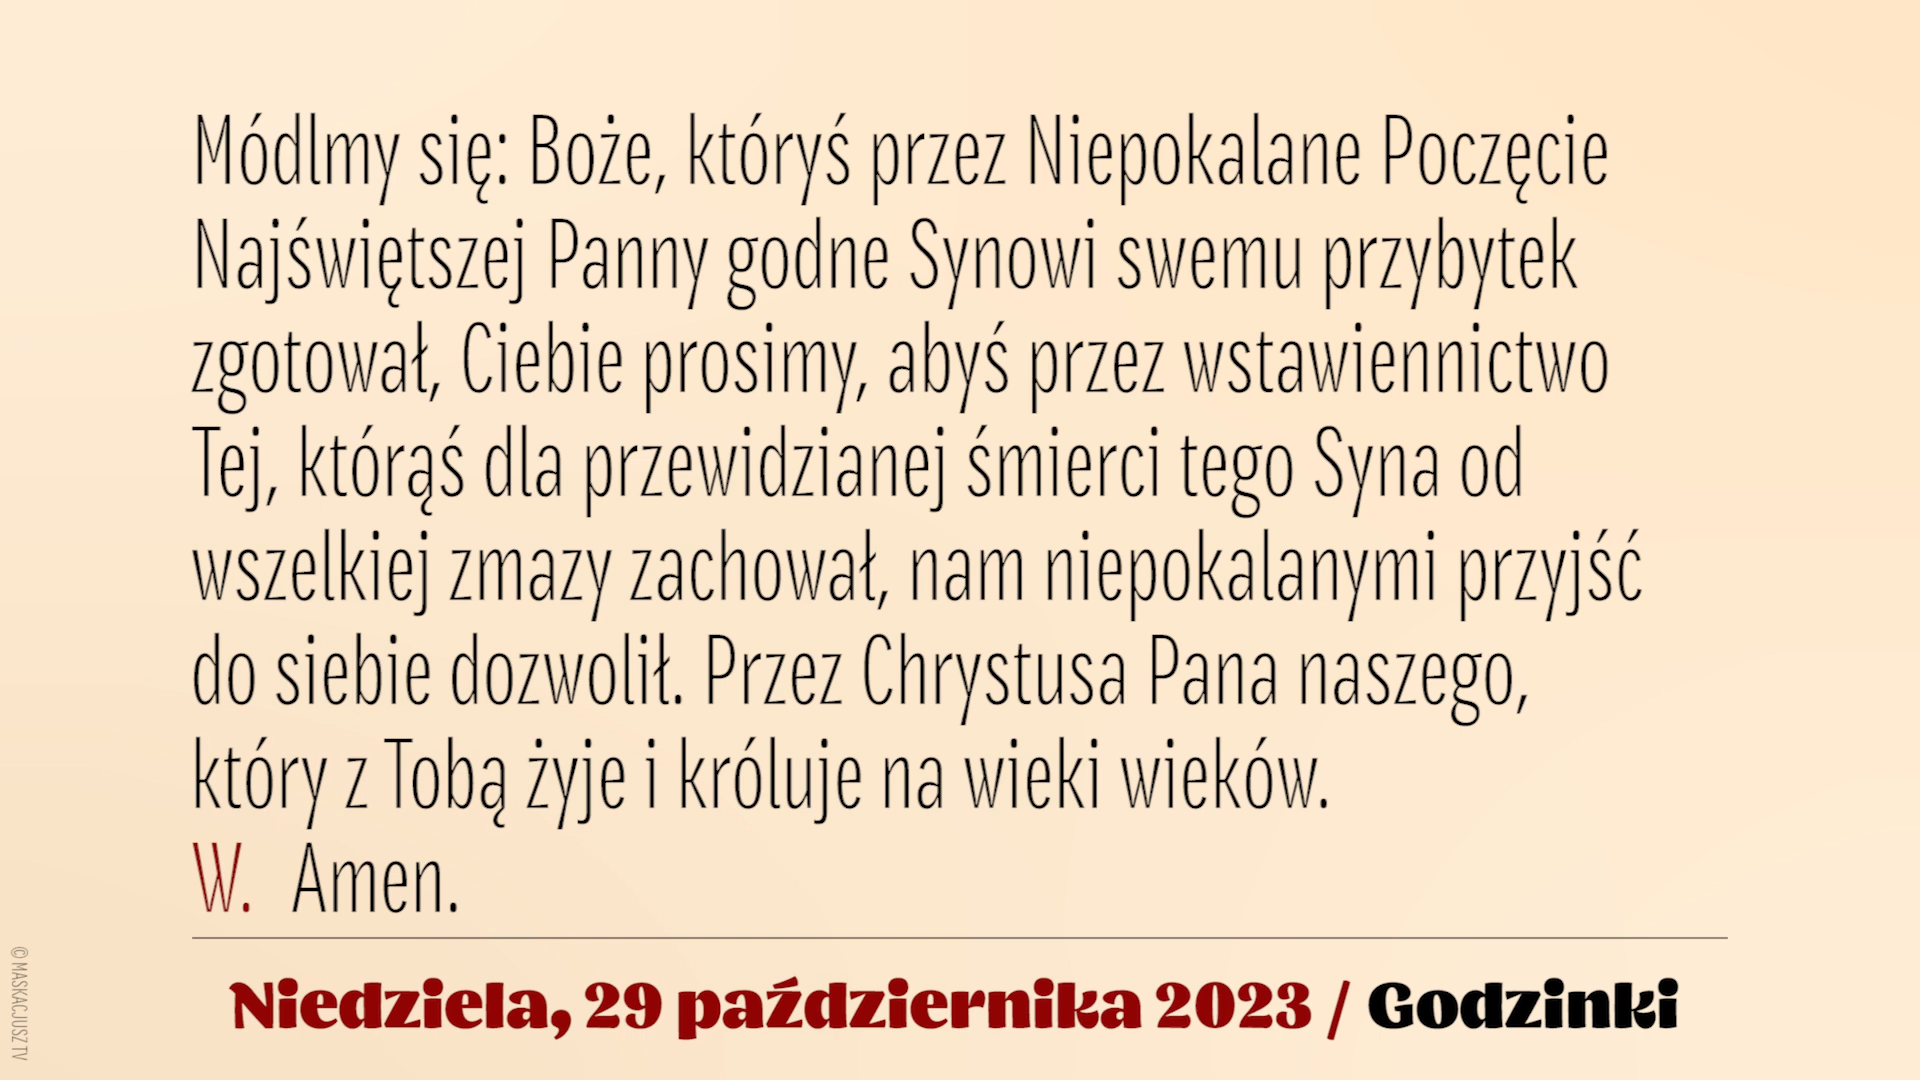 Módlmy się: Boże, któryś przez Niepokalane Poczęcie
Najświętszej Panny godne Synowi swemu przybytek
zgotował, Ciebie prosimy, abyś przez wstawiennictwo
Tej, którąś dla przewidzianej śmierci tego Syna od
wszelkiej zmazy zachował, nam niepokalanymi przyjść
do siebie dozwolił. Przez Chrystusa Pana naszego,
który z Tobą żyje i króluje na wieki wieków.
W. Amen.
Niedziela, 29 października 2023 / Godzinki
© MASKACJUSZ TV